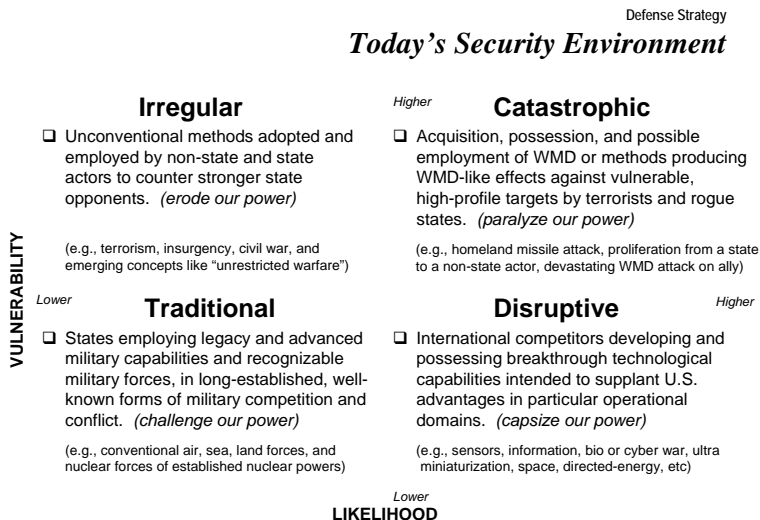 Defense Strategy
Today's Security Environment
Irregular
❑ Unconventional methods adopted and
employed by non-state and state
actors to counter stronger state
opponents. (erode our power)
(e.g., terrorism, insurgency, civil war, and
emerging concepts like “unrestricted warfare”)
Higher
Catastrophic
❑ Acquisition, possession, and possible
employment of WMD or methods producing
WMD-like effects against vulnerable,
high-profile targets by terrorists and rogue
states. (paralyze our power)
(e.g., homeland missile attack, proliferation from a state
to a non-state actor, devastating WMD attack on ally)
VULNERABILITY
Lower
Traditional
❑ States employing legacy and advanced
military capabilities and recognizable
military forces, in long-established, well-
known forms of military competition and
conflict. (challenge our power)
(e.g., conventional air, sea, land forces, and
nuclear forces of established nuclear powers)
Disruptive
Higher
❑ International competitors developing and
possessing breakthrough technological
capabilities intended to supplant U.S.
advantages in particular operational
domains. (capsize our power)
(e.g., sensors, information, bio or cyber war, ultra
miniaturization, space, directed-energy, etc)
Lower
LIKELIHOOD